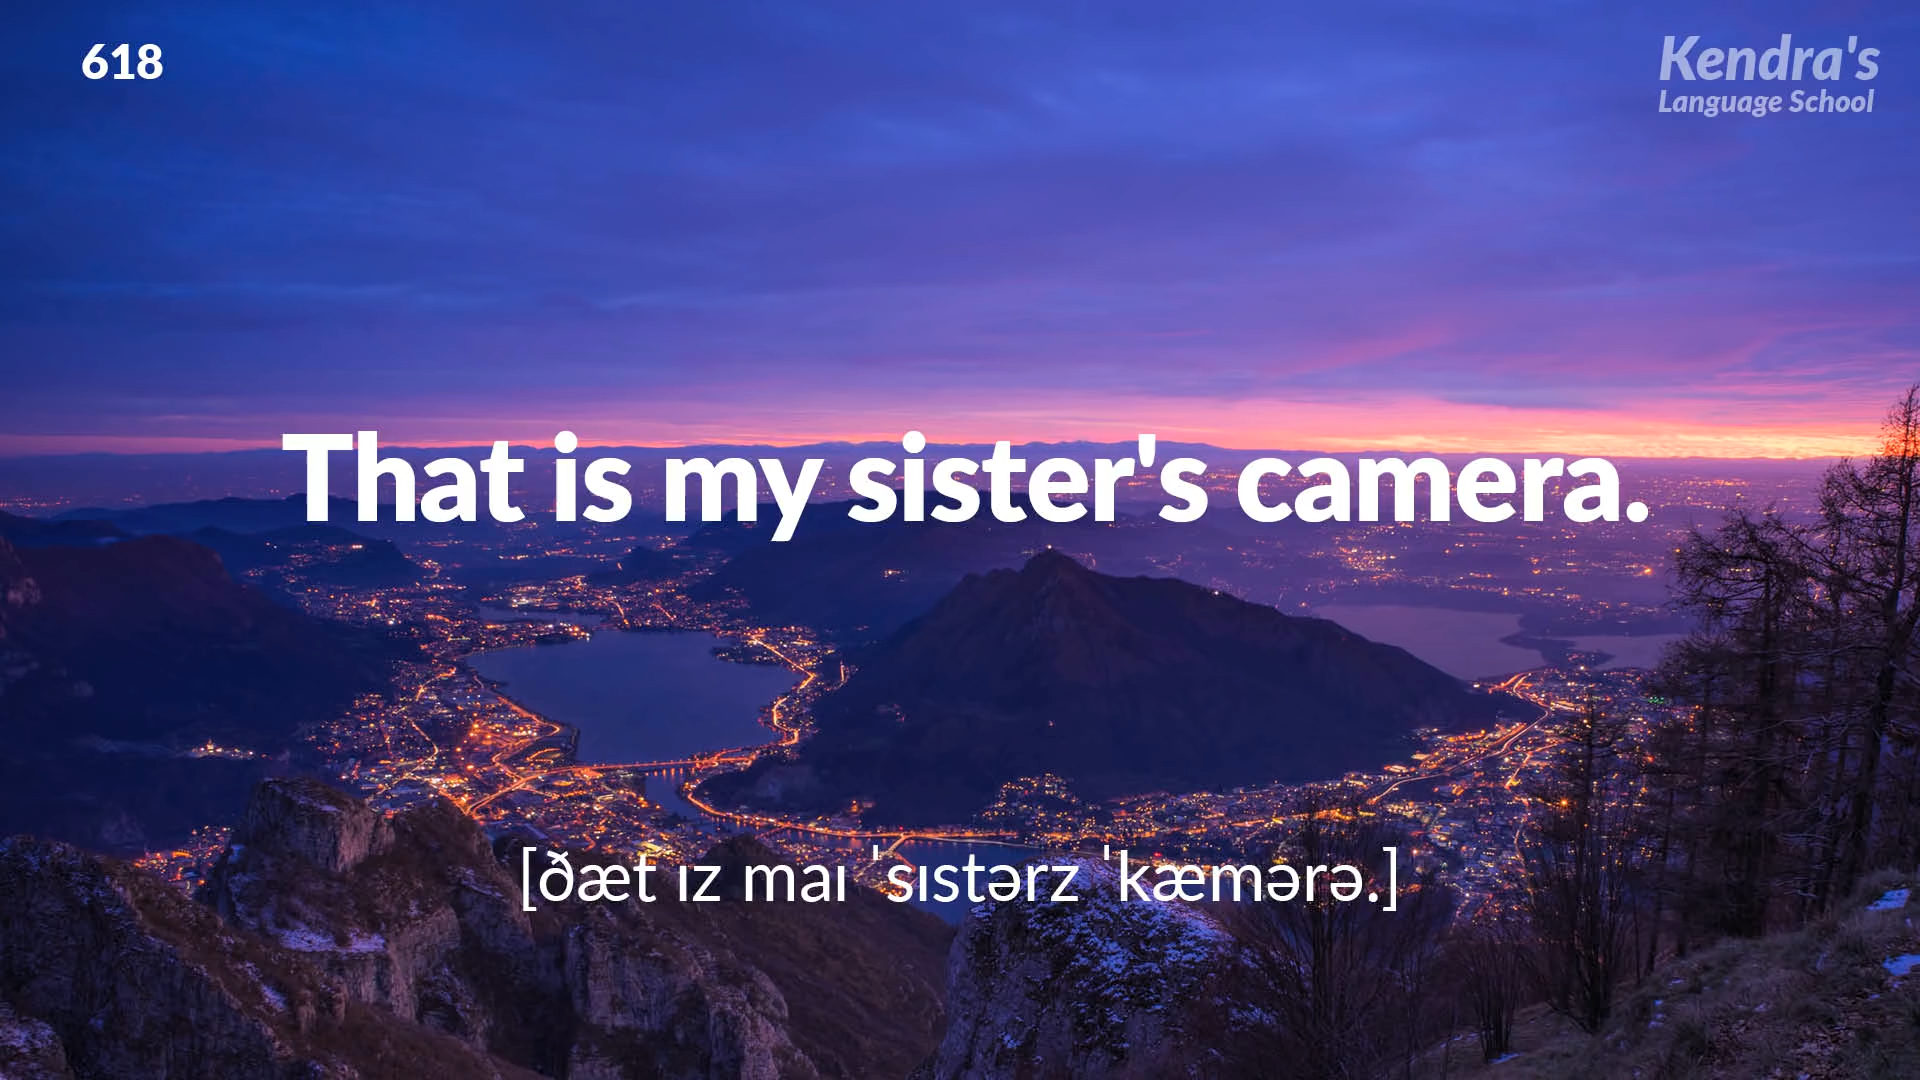 618
Kendra's
Language School
That is my sister's camera.
[ðæt ɪz maɪ ˈsɪstərz ˈkæmərə.]